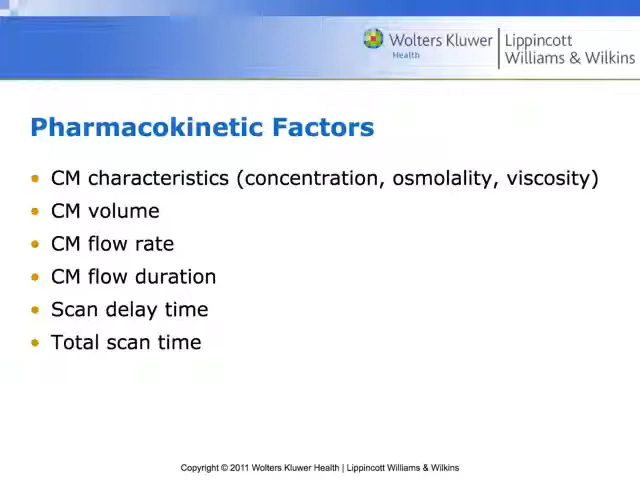 Wolters Kluwer
Health
Lippincott
Williams & Wilkins
Pharmacokinetic Factors
• CM characteristics (concentration, osmolality, viscosity)
• CM volume
• CM flow rate
• CM flow duration
• Scan delay time
• Total scan time
Copyright © 2011 Wolters Kluwer Health | Lippincott Williams & Wilkins